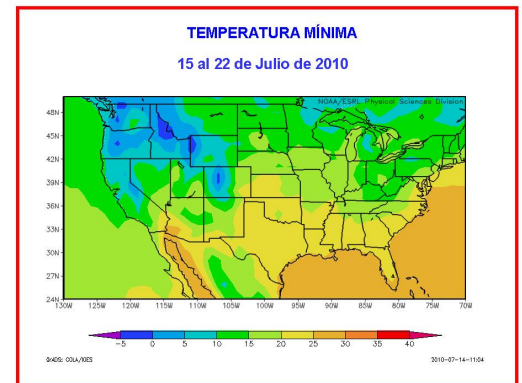 TEMPERATURA MÍNIMA
15 al 22 de Julio de 2010
NOAA/ESRL Physical Sciences Division
48N
45N
42N
39N
36N
33N
30N
27N
24N
130W 125W 120W 115W 110W 105W 100W 95W 90W 85W 80W 75W 70W
-5 0 5 10 15 20 25 30 35 40
GrADS: COLA/IGES 2010-07-14-11:04